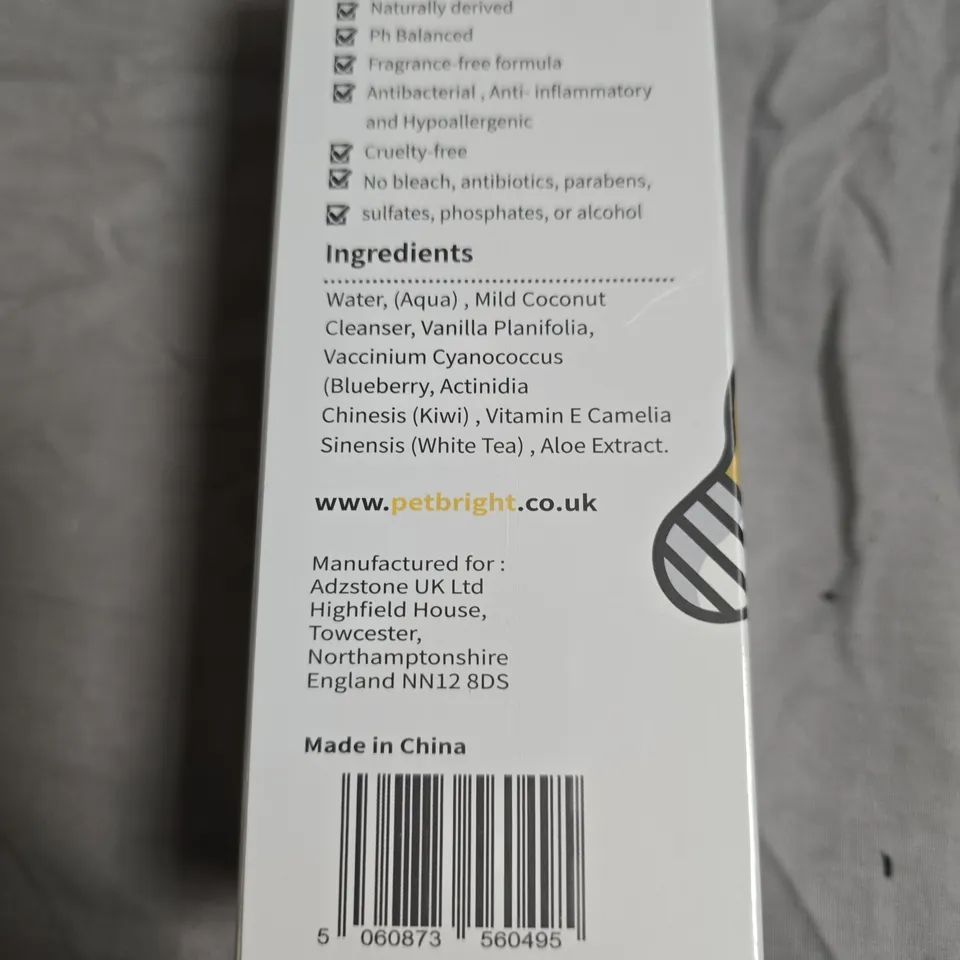 Naturally derived
Ph Balanced
Fragrance-free formula
Antibacterial , Anti- inflammatory
and Hypoallergenic
Cruelty-free
No bleach, antibiotics, parabens,
sulfates, phosphates, or alcohol
Ingredients
Water, (Aqua) , Mild Coconut
Cleanser, Vanilla Planifolia,
Vaccinium Cyanococcus
(Blueberry, Actinidia
Chinesis (Kiwi) , Vitamin E Camelia
Sinensis (White Tea) , Aloe Extract.
www.petbright.co.uk
Manufactured for :
Adzstone UK Ltd
Highfield House,
Towcester,
Northamptonshire
England NN12 8DS
Made in China
5 060873 560495